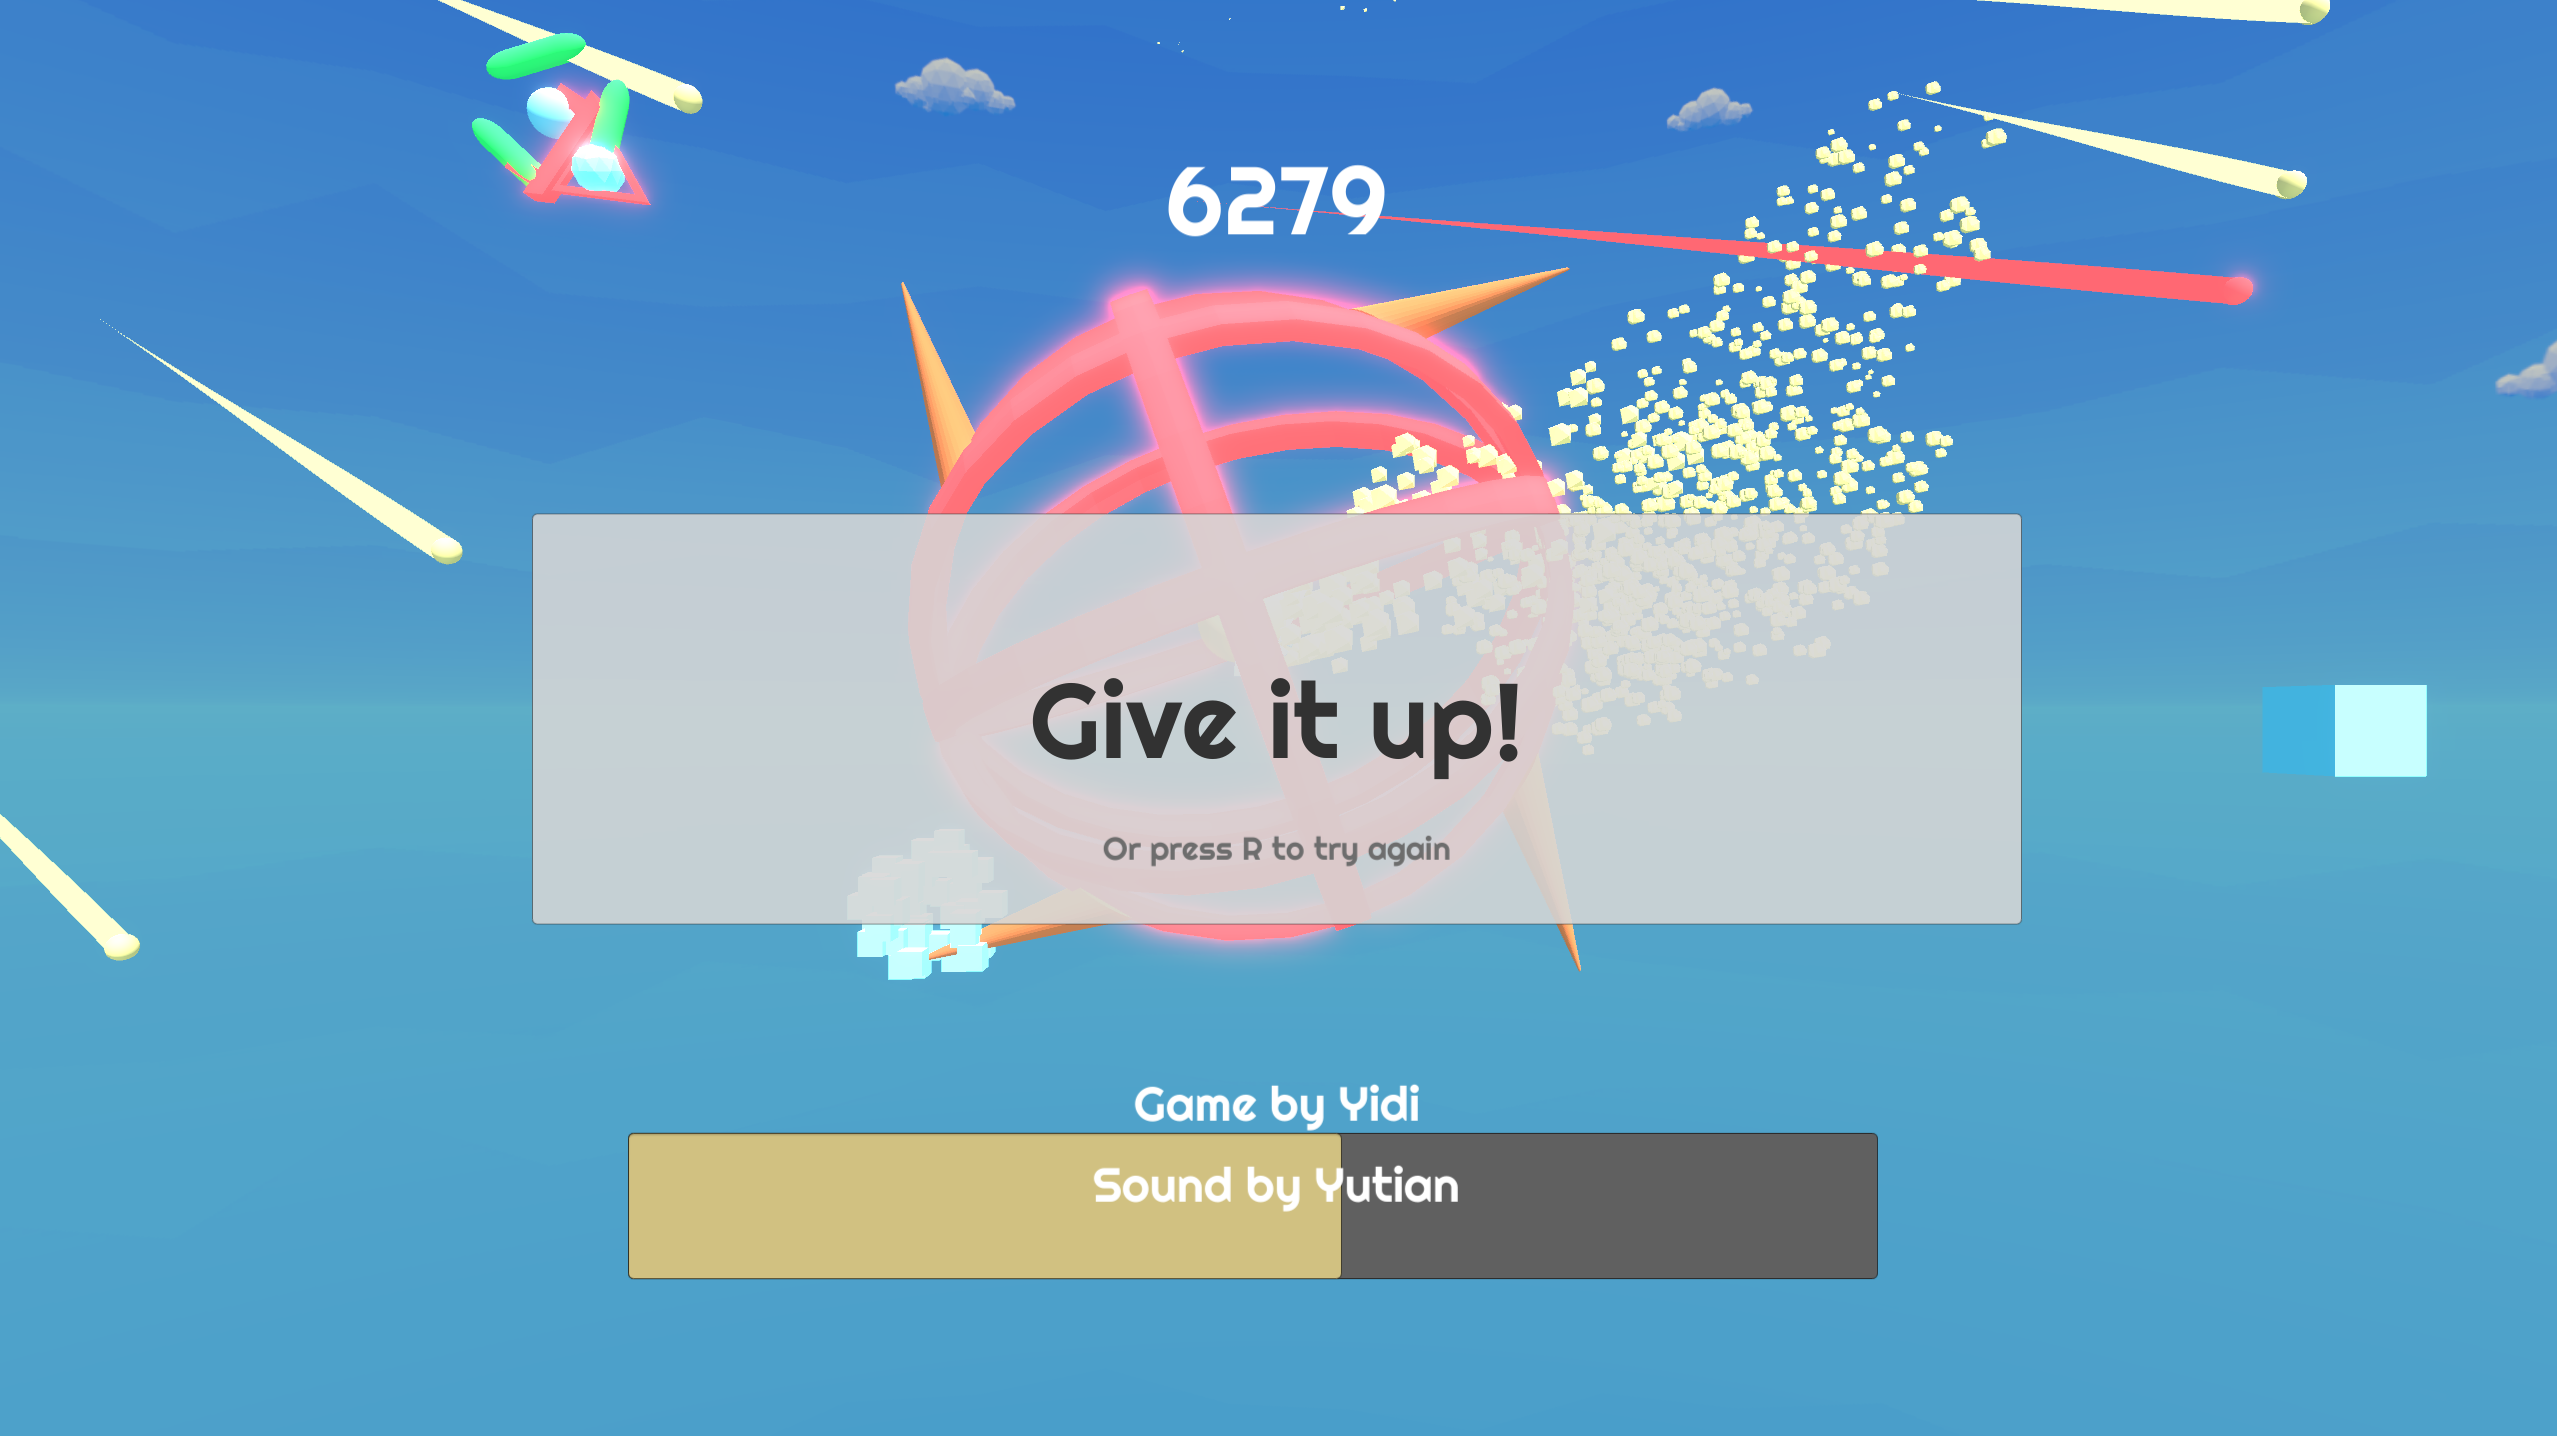 6279
Give it up!
Or press R to try again
Game by Yidi
Sound by Yutian